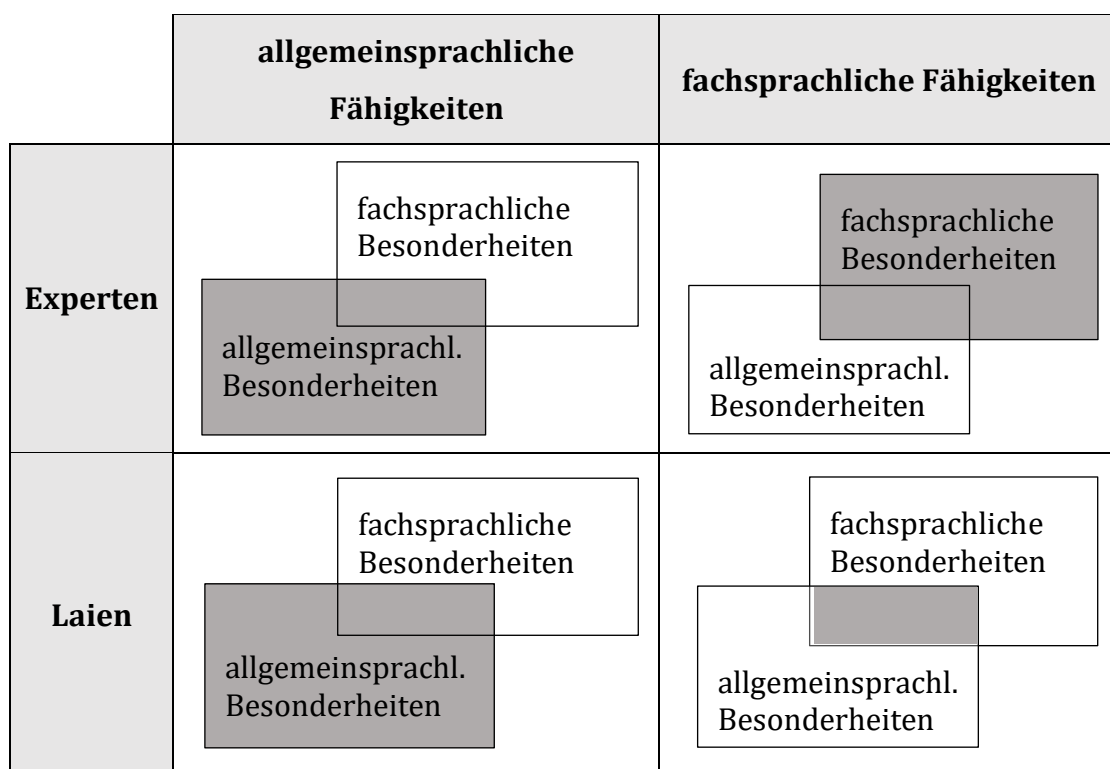 allgemeinsprachliche
Fähigkeiten
fachsprachliche Fähigkeiten
Experten
fachsprachliche
Besonderheiten
allgemeinsprachl.
Besonderheiten
fachsprachliche
Besonderheiten
allgemeinsprachl.
Besonderheiten
Laien
fachsprachliche
Besonderheiten
allgemeinsprachl.
Besonderheiten
fachsprachliche
Besonderheiten
allgemeinsprachl.
Besonderheiten